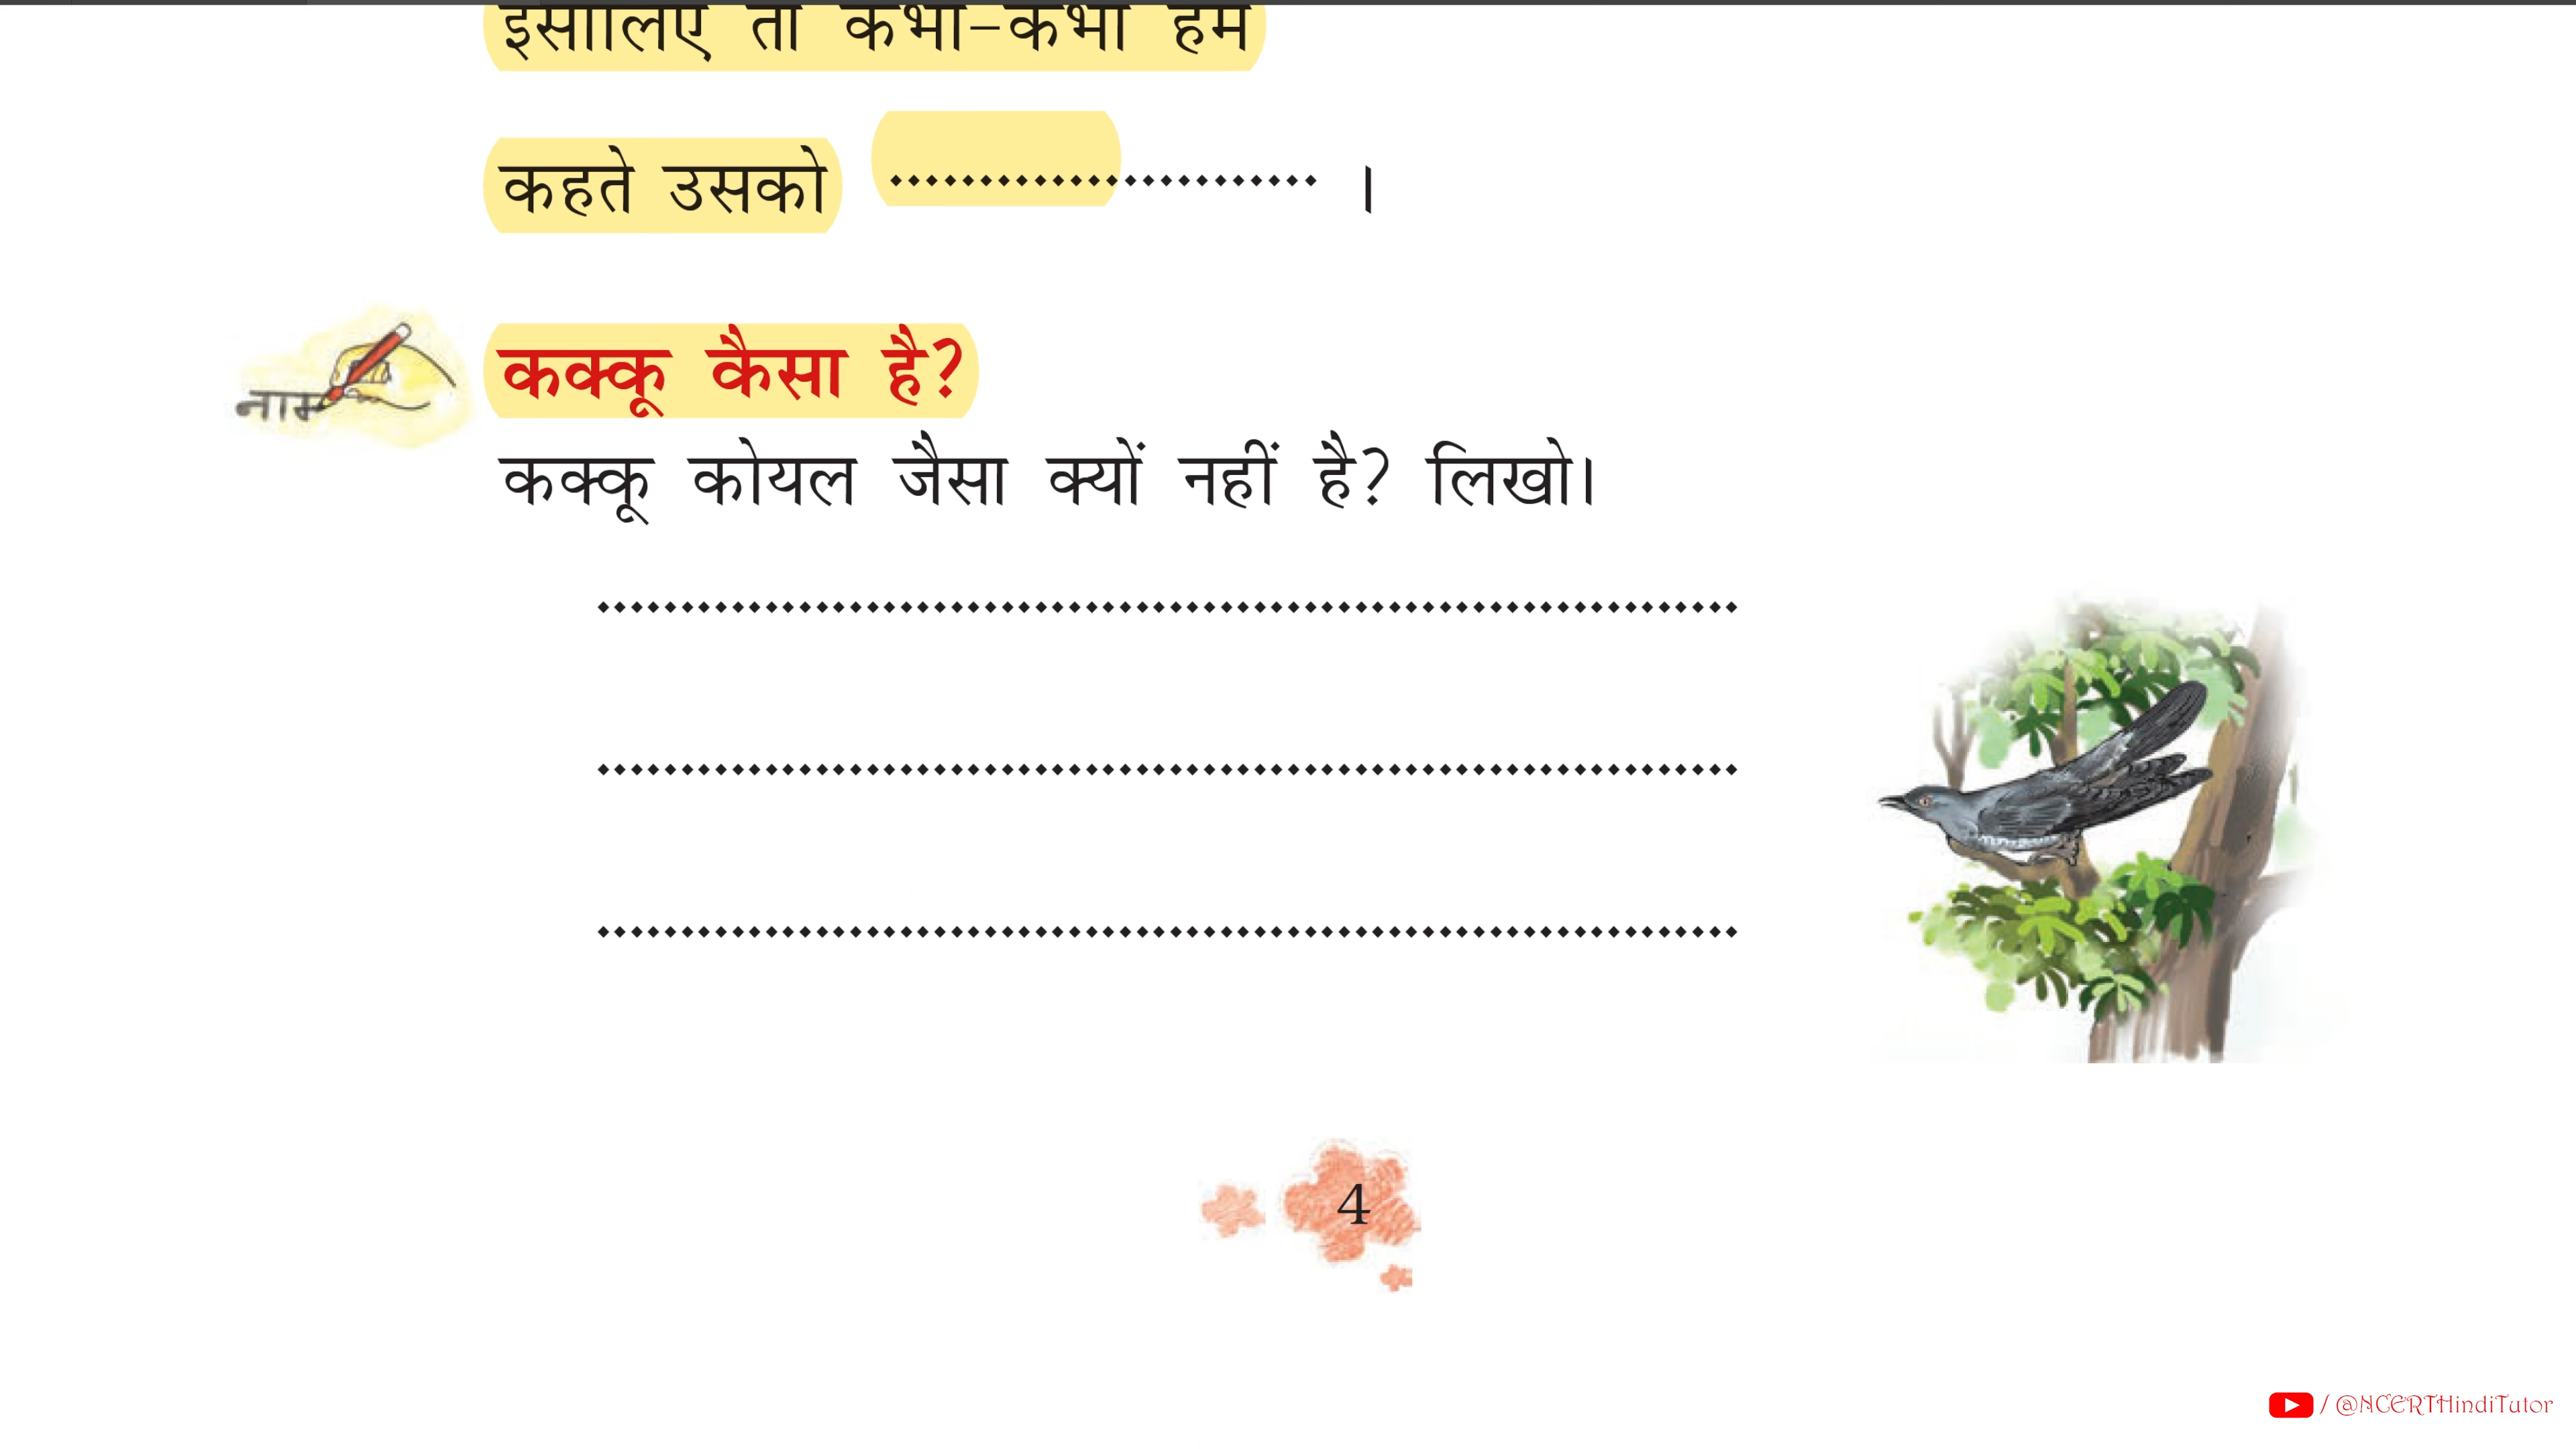 इसीलिए तो कभी-कभी हम
कहते उसको ........................ ।
नाम
कक्कू कैसा है?
कक्कू कोयल जैसा क्यों नहीं है? लिखो।
4
/ @NCERTHindiTutor